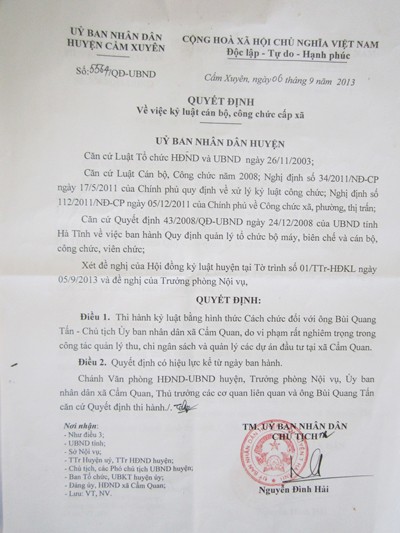 UỶ BAN NHÂN DÂN
HUYỆN CẨM XUYÊN
CỘNG HOÀ XÃ HỘI CHỦ NGHĨA VIỆT NAM
Độc lập - Tự do - Hạnh phúc
Số: 5564/QĐ-UBND
Cẩm Xuyên, ngày 06 tháng 9 năm 2013
QUYẾT ĐỊNH
Về việc kỷ luật cán bộ, công chức cấp xã
UỶ BAN NHÂN DÂN HUYỆN
Căn cứ Luật Tổ chức HĐND và UBND ngày 26/11/2003;
Căn cứ Luật Cán bộ, Công chức năm 2008; Nghị định số 34/2011/NĐ-CP
ngày 17/5/2011 của Chính phủ quy định về xử lý kỷ luật công chức; Nghị định số
112/2011/NĐ-CP ngày 05/12/2011 của Chính phủ về Công chức xã, phường, thị trấn;
Căn cứ Quyết định 43/2008/QĐ-UBND ngày 24/12/2008 của UBND tỉnh
Hà Tĩnh về việc ban hành Quy định quản lý tổ chức bộ máy, biên chế và cán bộ,
công chức, viên chức;
Xét đề nghị của Hội đồng kỷ luật huyện tại Tờ trình số 01/TTr-HĐKL ngày
05/9/2013 và đề nghị của Trưởng phòng Nội vụ,
QUYẾT ĐỊNH:
Điều 1. Thi hành kỷ luật bằng hình thức Cách chức đối với ông Bùi Quang
Tấn - Chủ tịch Ủy ban nhân dân xã Cẩm Quan, do vi phạm rất nghiêm trọng trong
công tác quản lý thu, chi ngân sách và quản lý các dự án đầu tư tại xã Cẩm Quan.
Điều 2. Quyết định có hiệu lực kể từ ngày ban hành.
Chánh Văn phòng HĐND-UBND huyện, Trưởng phòng Nội vụ, Ủy ban
nhân dân xã Cẩm Quan, Thủ trưởng các cơ quan liên quan và ông Bùi Quang Tấn
căn cứ Quyết định thi hành./.
Nơi nhận:
- Như điều 3;
- UBND tỉnh;
- Sở Nội vụ;
- TTr Huyện uỷ, TTr HĐND huyện;
- Chủ tịch, các Phó chủ tịch UBND huyện;
- Ban Tổ chức, UBKT huyện ủy;
- Đảng ủy, HĐND xã Cẩm Quan;
- Lưu: VT, NV.
TM. UỶ BAN NHÂN DÂN
CHỦ TỊCH
Nguyễn Đình Hải